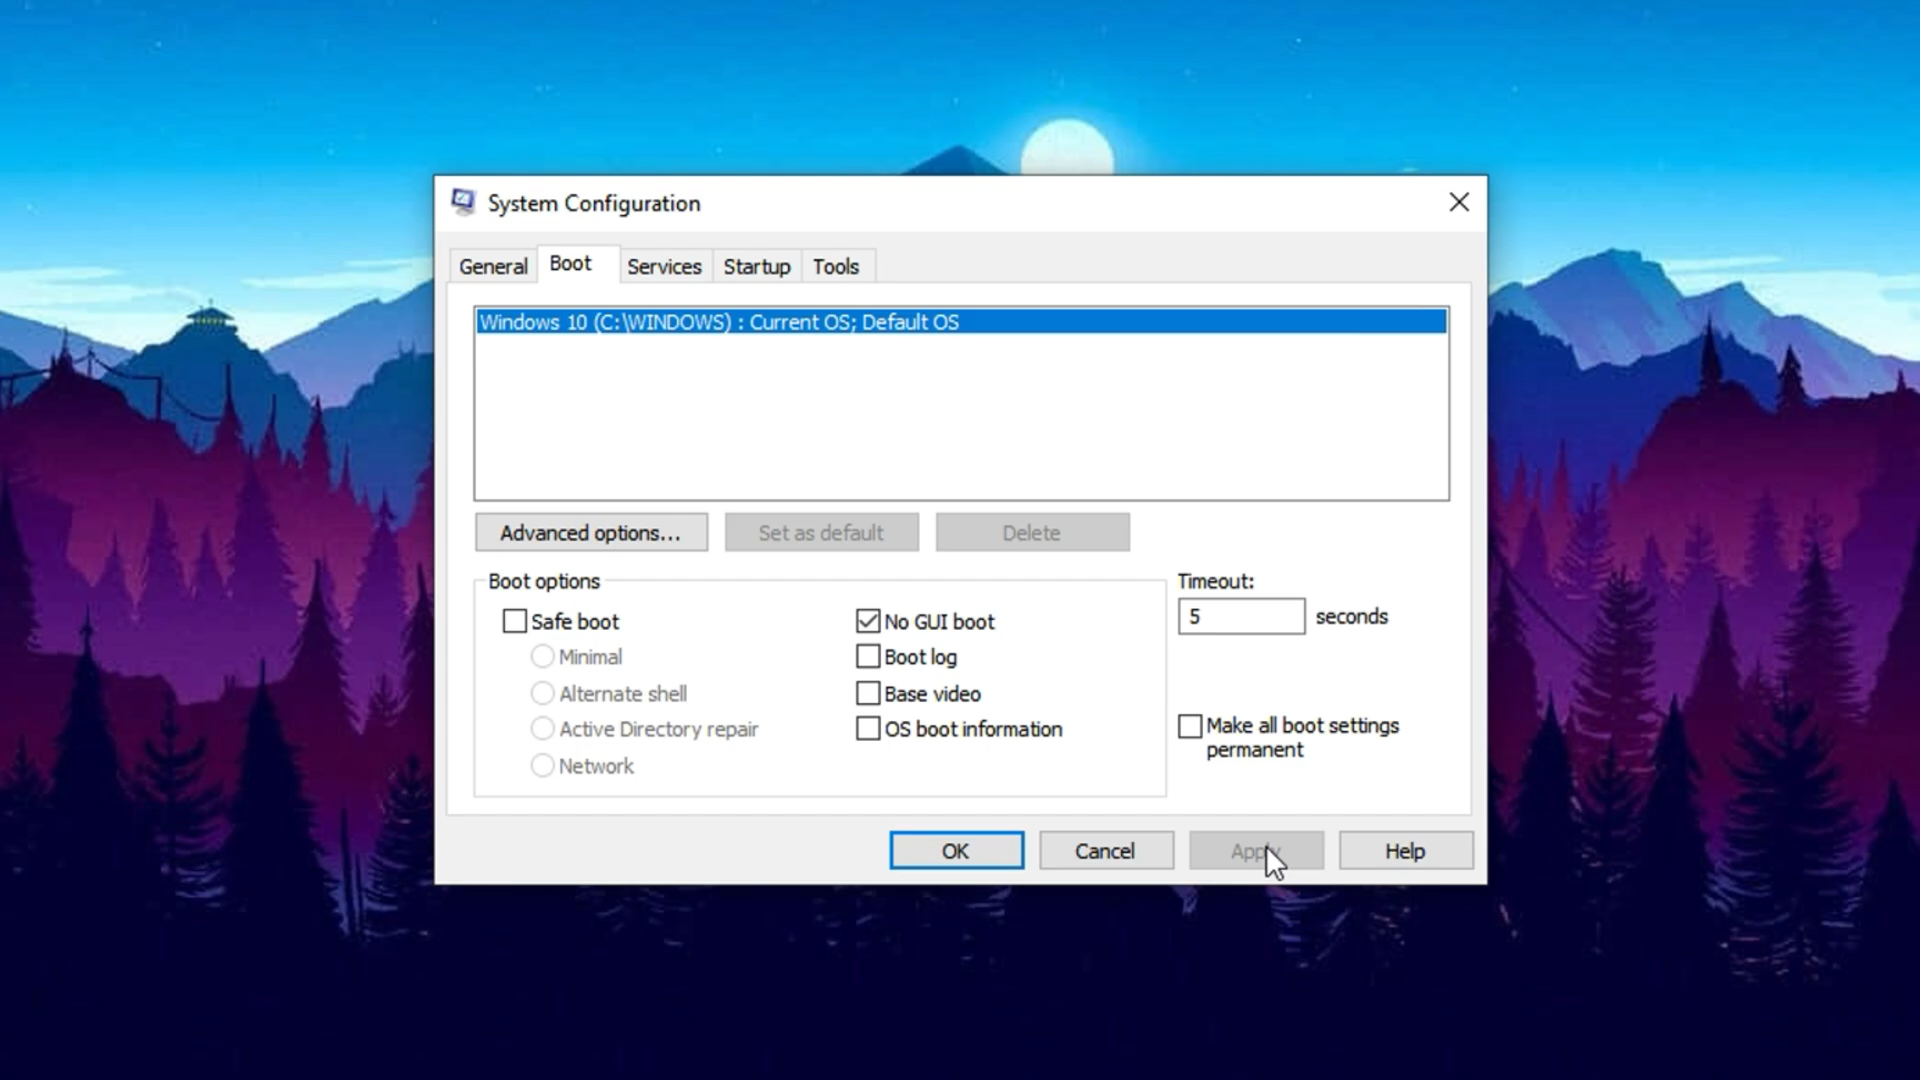 System Configuration
General Boot Services Startup Tools
Windows 10 (C:\WINDOWS) : Current OS; Default OS
Advanced options... Set as default Delete
Boot options
Safe boot
Minimal
Alternate shell
Active Directory repair
Network
No GUI boot
Boot log
Base video
OS boot information
Timeout:
5 seconds
Make all boot settings
permanent
OK Cancel Apply Help